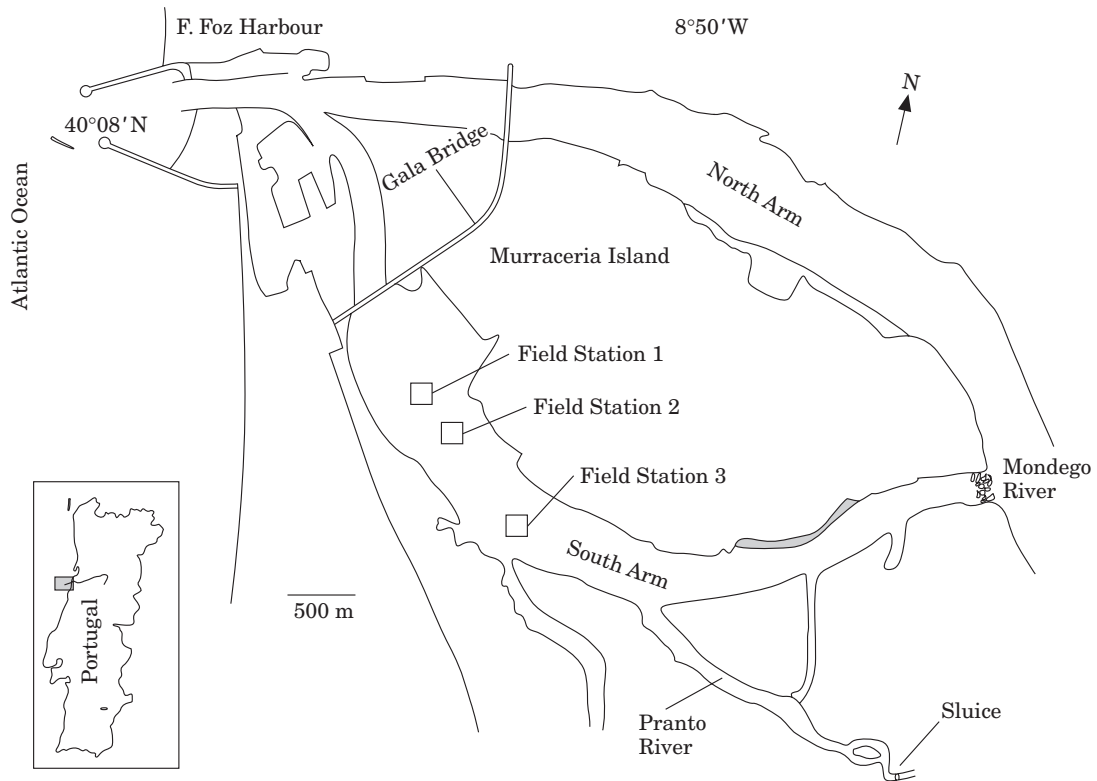 F. Foz Harbour
8°50′W
N
40°08′N
Gala Bridge
North Arm
Atlantic Ocean
Murraceria Island
Field Station 1
Field Station 2
Field Station 3
Mondego
River
South Arm
500 m
Portugal
Pranto
River
Sluice